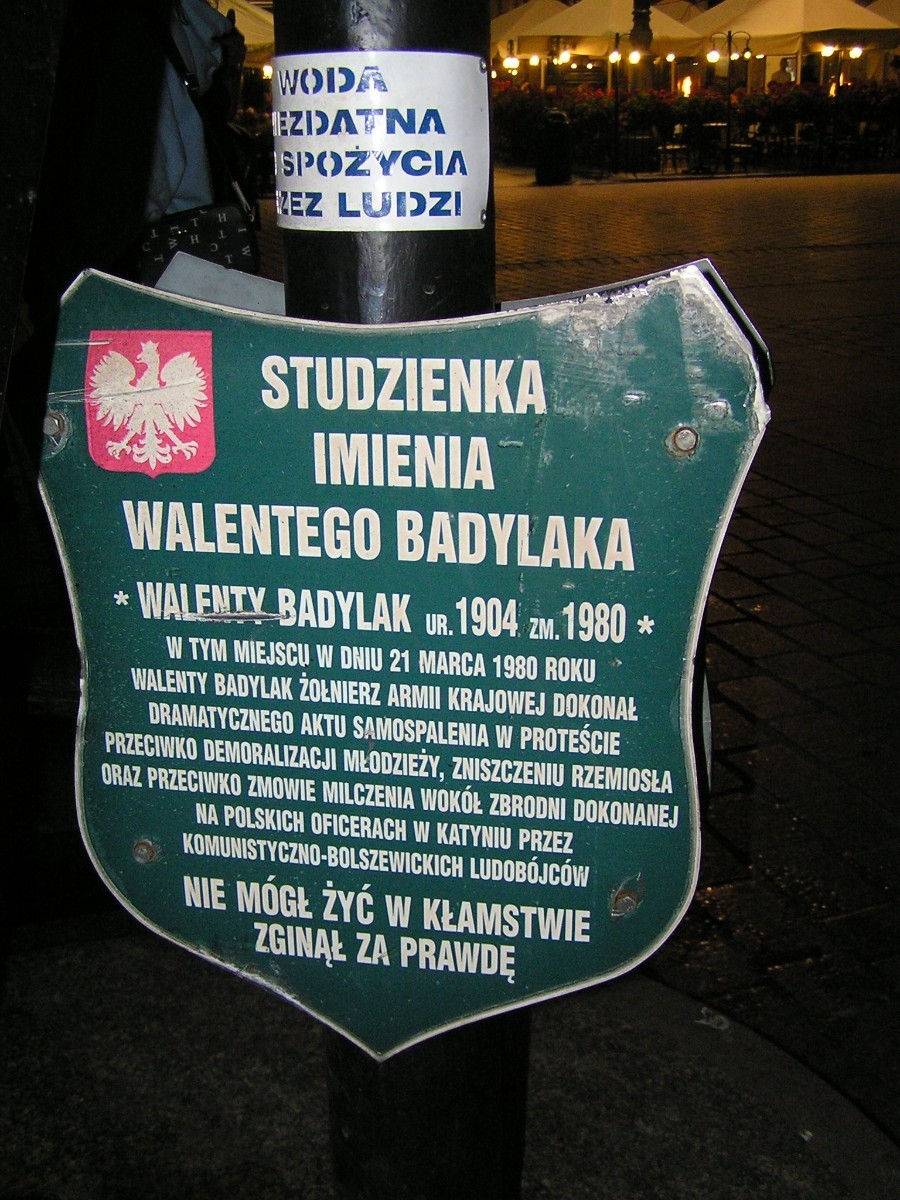 WODA
IEZDATNA
SPOŻYCIA
ZEZ LUDZI
STUDZIENKA
IMIENIA
WALENTEGO BADYLAKA
* WALENTY BADYLAK UR. 1904 ZM. 1980 *
W TYM MIEJSCU W DNIU 21 MARCA 1980 ROKU
WALENTY BADYLAK ŻOŁNIERZ ARMII KRAJOWEJ DOKONAŁ
DRAMATYCZNEGO AKTU SAMOSPALENIA W PROTEŚCIE
PRZECIWKO DEMORALIZACJI MŁODZIEŻY, ZNISZCZENIU RZEMIOSŁA
ORAZ PRZECIWKO ZMOWIE MILCZENIA WOKÓŁ ZBRODNI DOKONANEJ
NA POLSKICH OFICERACH W KATYNIU PRZEZ
KOMUNISTYCZNO-BOLSZEWICKICH LUDOBÓJCÓW
NIE MÓGŁ ŻYĆ W KŁAMSTWIE
ZGINĄŁ ZA PRAWDĘ